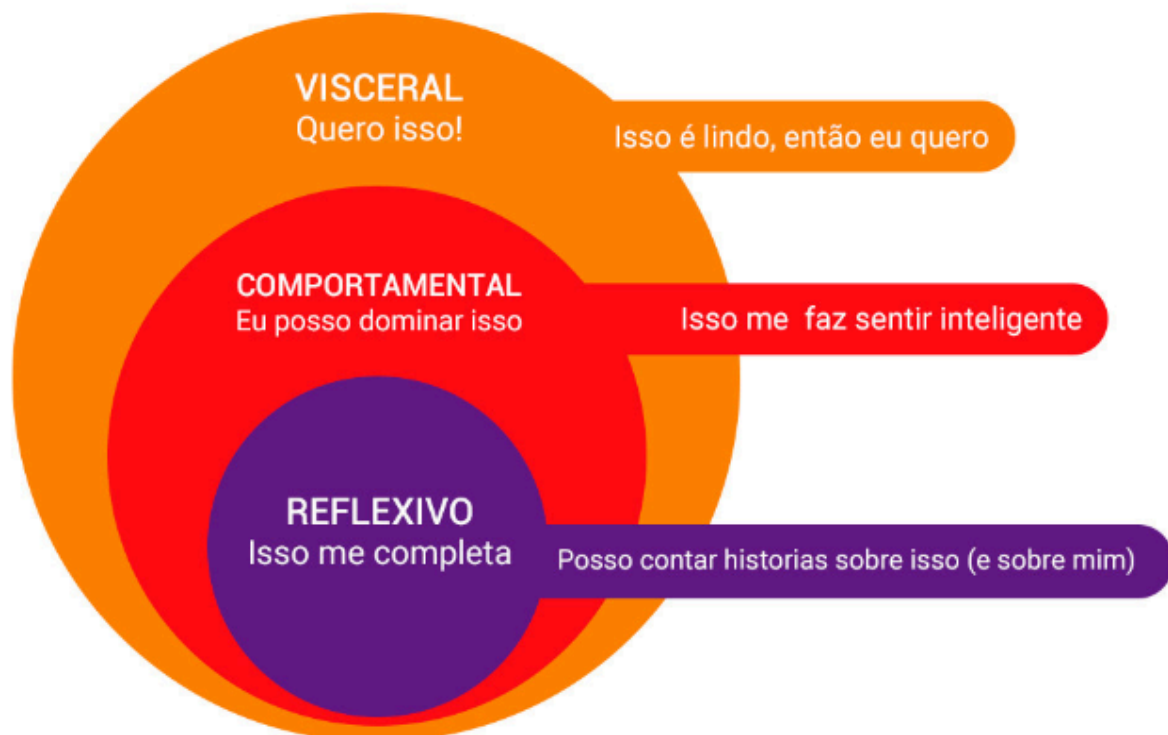 VISCERAL
Quero isso!
Isso é lindo, então eu quero
COMPORTAMENTAL
Eu posso dominar isso
Isso me faz sentir inteligente
REFLEXIVO
Isso me completa
Posso contar historias sobre isso (e sobre mim)